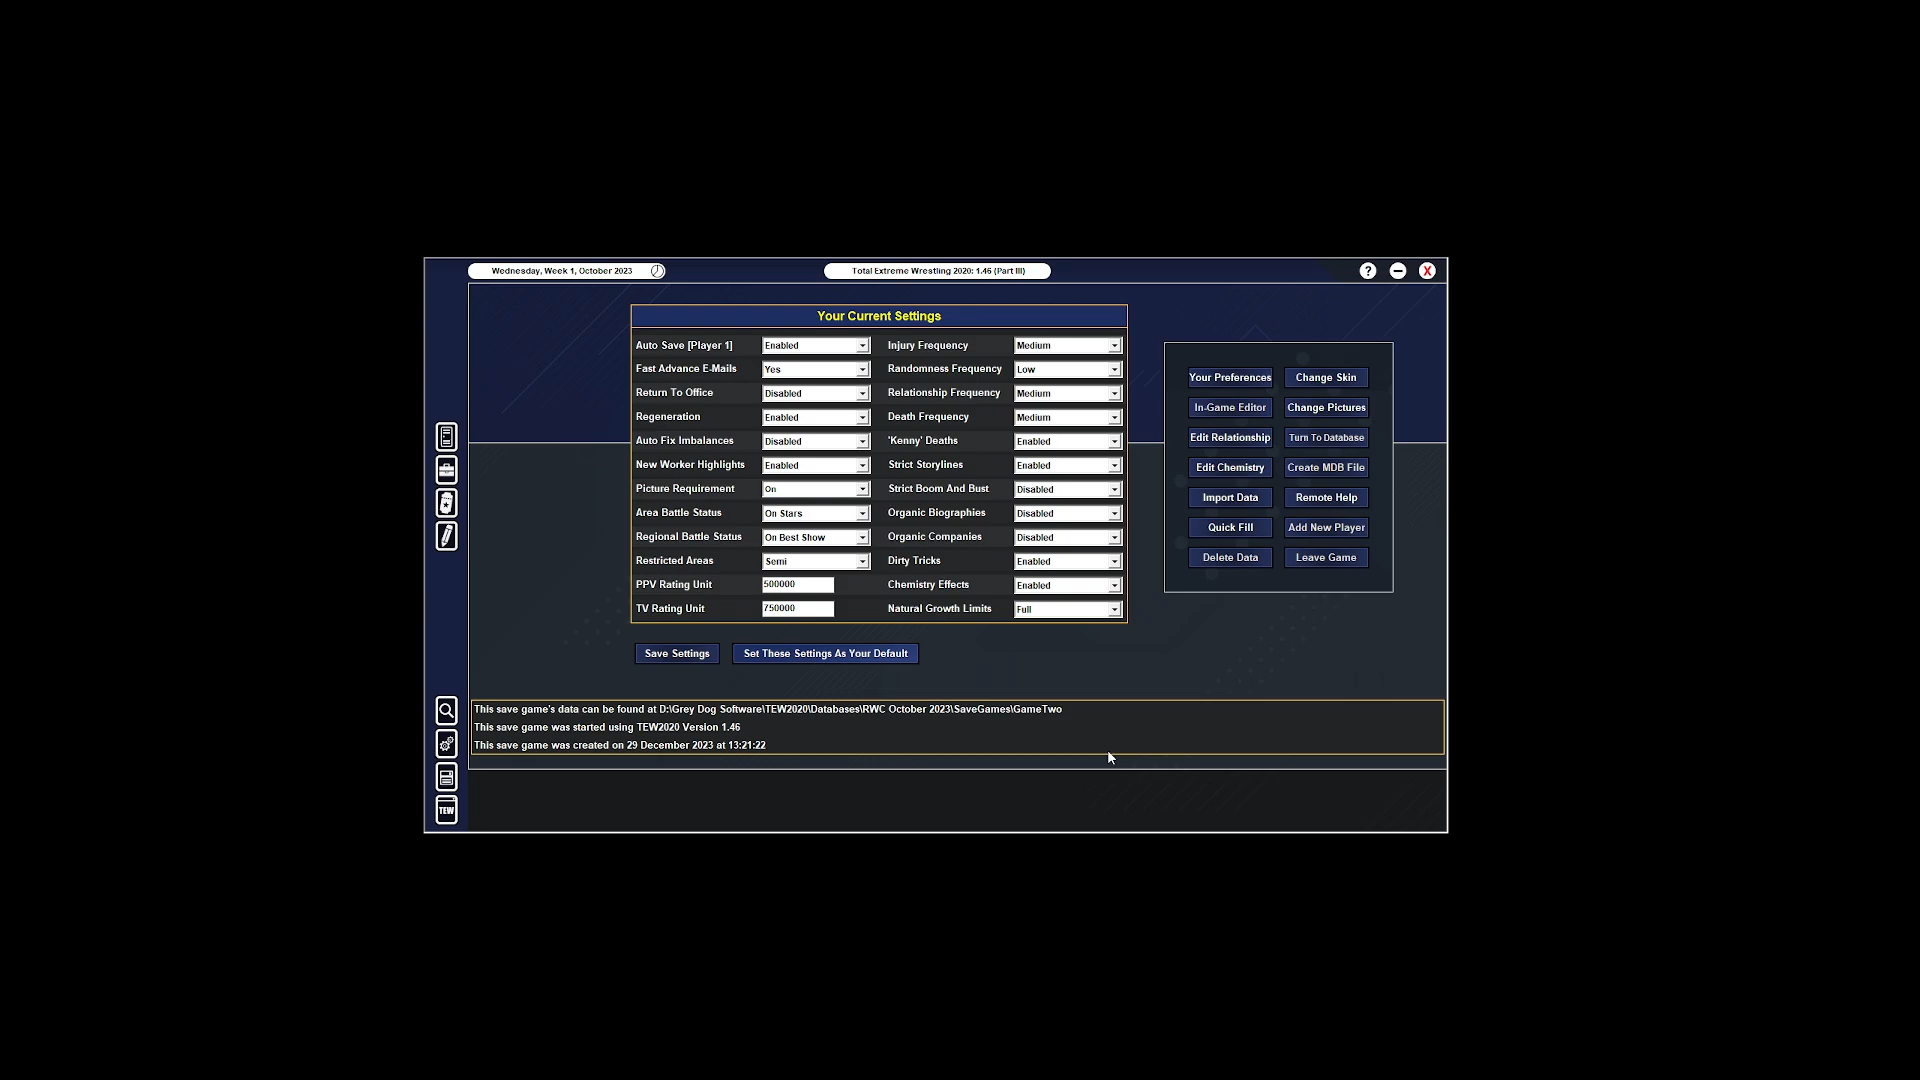 Wednesday, Week 1, October 2023
Total Extreme Wrestling 2020: 1.46 (Part III)
?
X
Your Current Settings
Auto Save [Player 1] Enabled Injury Frequency Medium
Fast Advance E-Mails Yes Randomness Frequency Low
Return To Office Disabled Relationship Frequency Medium
Regeneration Enabled Death Frequency Medium
Auto Fix Imbalances Disabled 'Kenny' Deaths Enabled
New Worker Highlights Enabled Strict Storylines Enabled
Picture Requirement On Strict Boom And Bust Disabled
Area Battle Status On Stars Organic Biographies Disabled
Regional Battle Status On Best Show Organic Companies Disabled
Restricted Areas Semi Dirty Tricks Enabled
PPV Rating Unit 500000 Chemistry Effects Enabled
TV Rating Unit 750000 Natural Growth Limits Full
Save Settings Set These Settings As Your Default
Your Preferences Change Skin
In-Game Editor Change Pictures
Edit Relationship Turn To Database
Edit Chemistry Create MDB File
Import Data Remote Help
Quick Fill Add New Player
Delete Data Leave Game
This save game's data can be found at D:\Grey Dog Software\TEW2020\Databases\RWC October 2023\SaveGames\GameTwo
This save game was started using TEW2020 Version 1.46
This save game was created on 29 December 2023 at 13:21:22
TEW